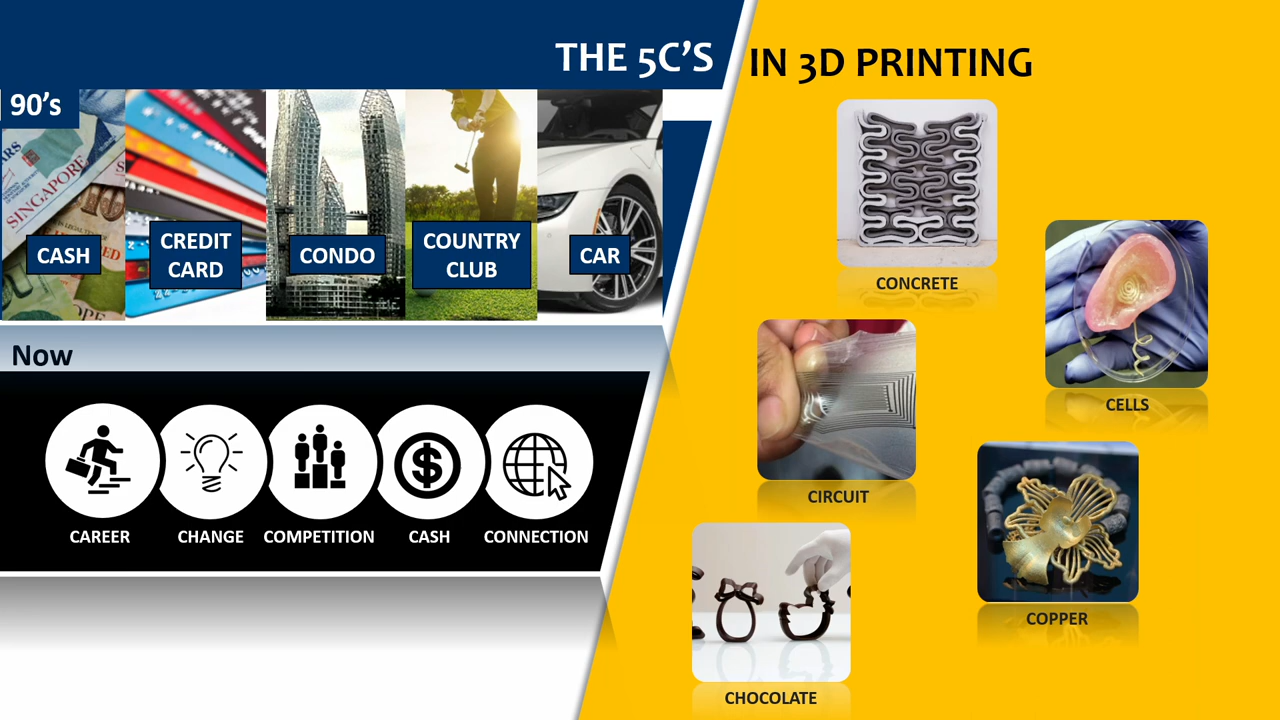 THE 5C'S IN 3D PRINTING
90's
SINGAPORE
CASH
CREDIT
CARD
CONDO
COUNTRY
CLUB
CAR
Now
CAREER
CHANGE
COMPETITION
CASH
CONNECTION
CONCRETE
CELLS
CIRCUIT
COPPER
CHOCOLATE